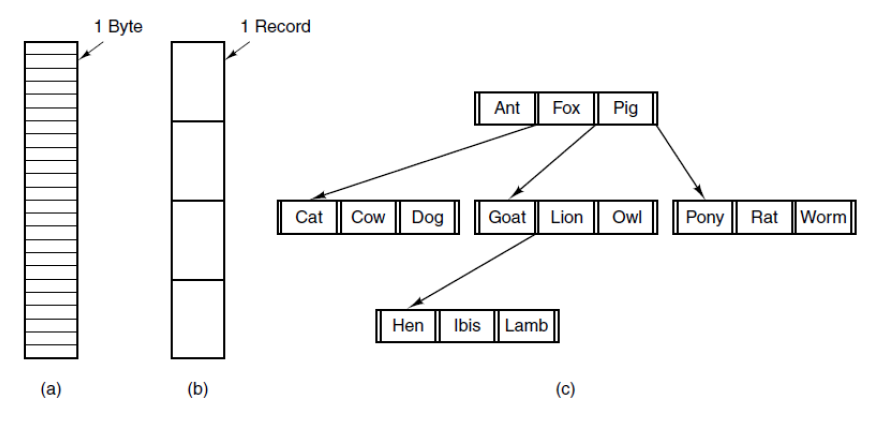 1 Byte
1 Record
Ant Fox Pig
Cat Cow Dog
Goat Lion Owl
Pony Rat Worm
Hen Ibis Lamb
(a)
(b)
(c)